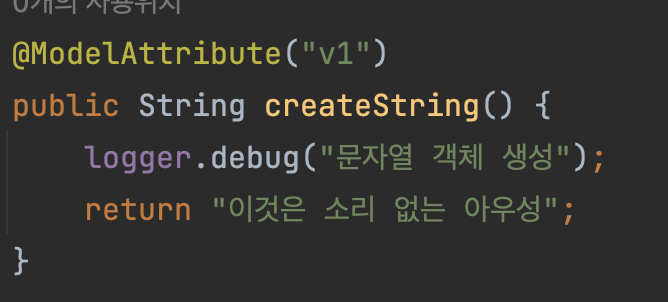 0개의 사용위치
@ModelAttribute("v1")
public String createString() {
    logger.debug("문자열 객체 생성");
    return "이것은 소리 없는 아우성";
}